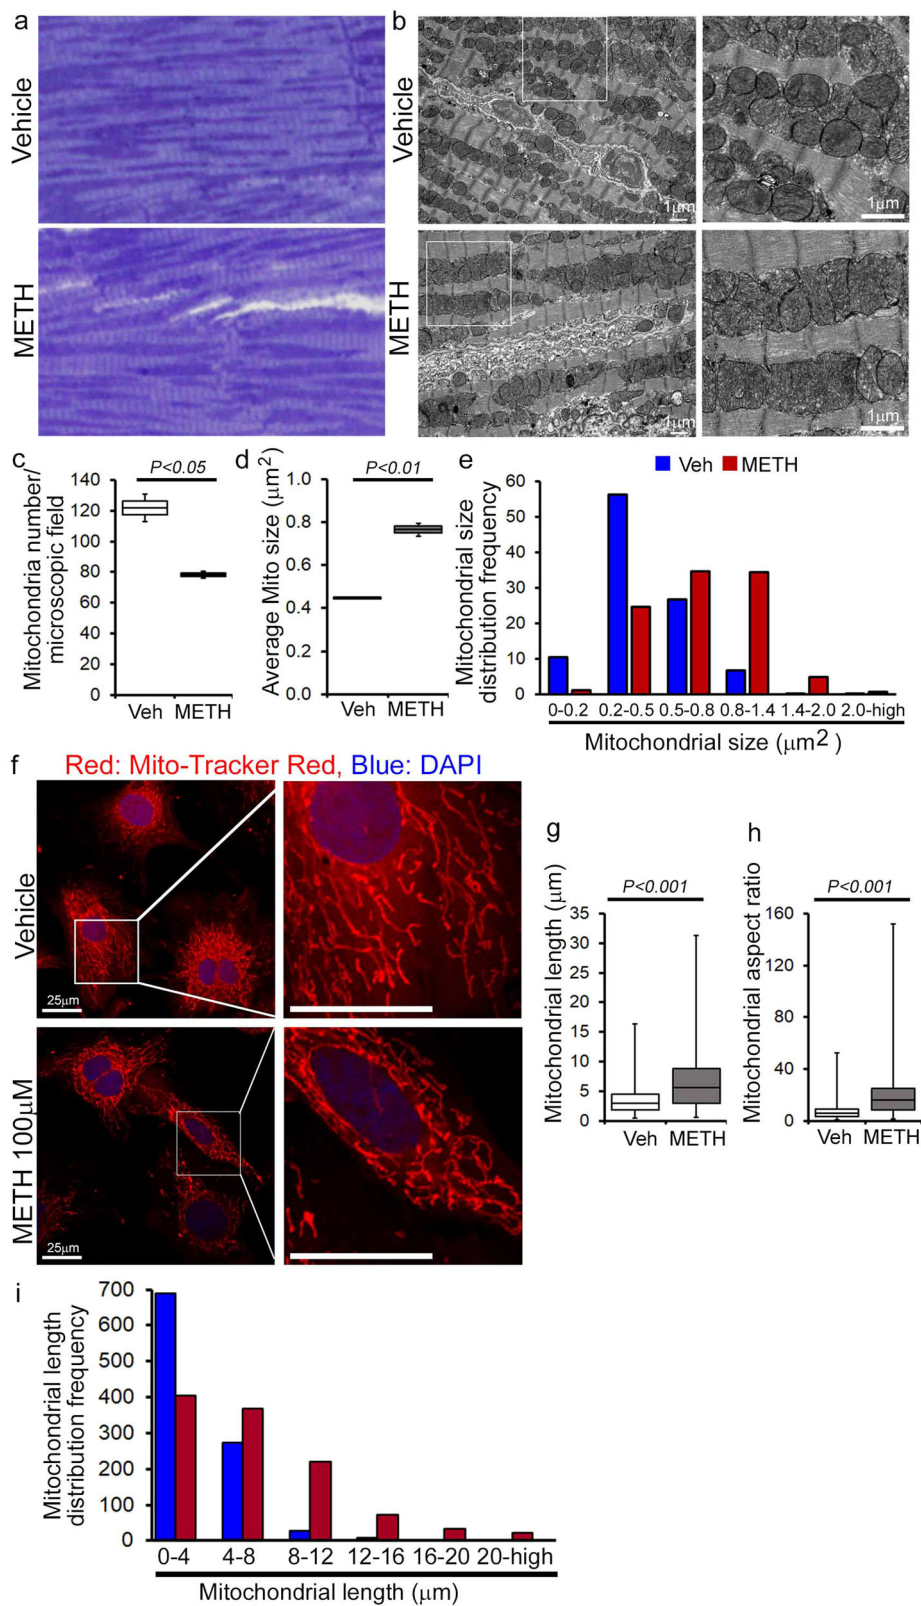 a
b
Vehicle
Vehicle
1μm
1μm
METH
METH
1μm
1μm
c
Mitochondria number/
microscopic field
P<0.05
140
120
100
80
60
40
20
0
Veh METH
d
Average Mito size (μm2)
P<0.01
1.0
0.8
0.6
0.4
0.2
0.0
Veh METH
e
Veh METH
Mitochondrial size
distribution frequency
60
50
40
30
20
10
0
0-0.2 0.2-0.5 0.5-0.8 0.8-1.4 1.4-2.0 2.0-high
Mitochondrial size (μm2 )
f
Red: Mito-Tracker Red, Blue: DAPI
Vehicle
25μm
METH 100μM
25μm
g
Mitochondrial length (μm)
P<0.001
35
30
25
20
15
10
5
0
Veh METH
h
Mitochondrial aspect ratio
P<0.001
160
120
80
40
0
Veh METH
i
Mitochondrial length
distribution frequency
700
600
500
400
300
200
100
0
0-4 4-8 8-12 12-16 16-20 20-high
Mitochondrial length (μm)